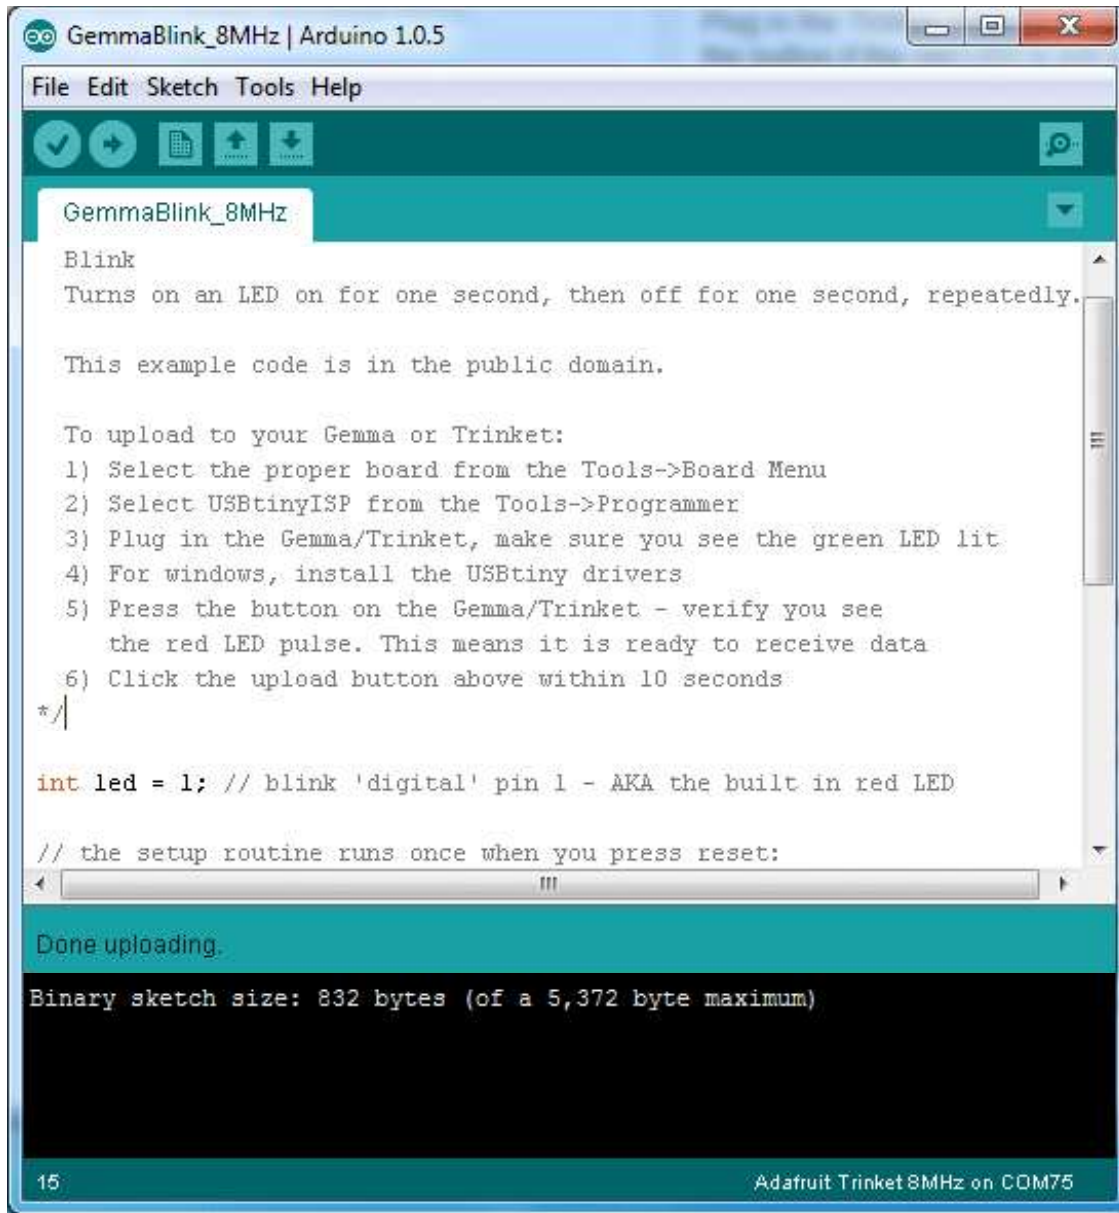 GemmaBlink_8MHz | Arduino 1.0.5
File Edit Sketch Tools Help
GemmaBlink_8MHz
Blink
Turns on an LED on for one second, then off for one second, repeatedly.
This example code is in the public domain.
To upload to your Gemma or Trinket:
1) Select the proper board from the Tools->Board Menu
2) Select USBtinyISP from the Tools->Programmer
3) Plug in the Gemma/Trinket, make sure you see the green LED lit
4) For windows, install the USBtiny drivers
5) Press the button on the Gemma/Trinket - verify you see
the red LED pulse. This means it is ready to receive data
6) Click the upload button above within 10 seconds
*/
int led = 1; // blink 'digital' pin 1 - AKA the built in red LED
// the setup routine runs once when you press reset:
Done uploading.
Binary sketch size: 832 bytes (of a 5,372 byte maximum)
15 Adafruit Trinket 8MHz on COM75